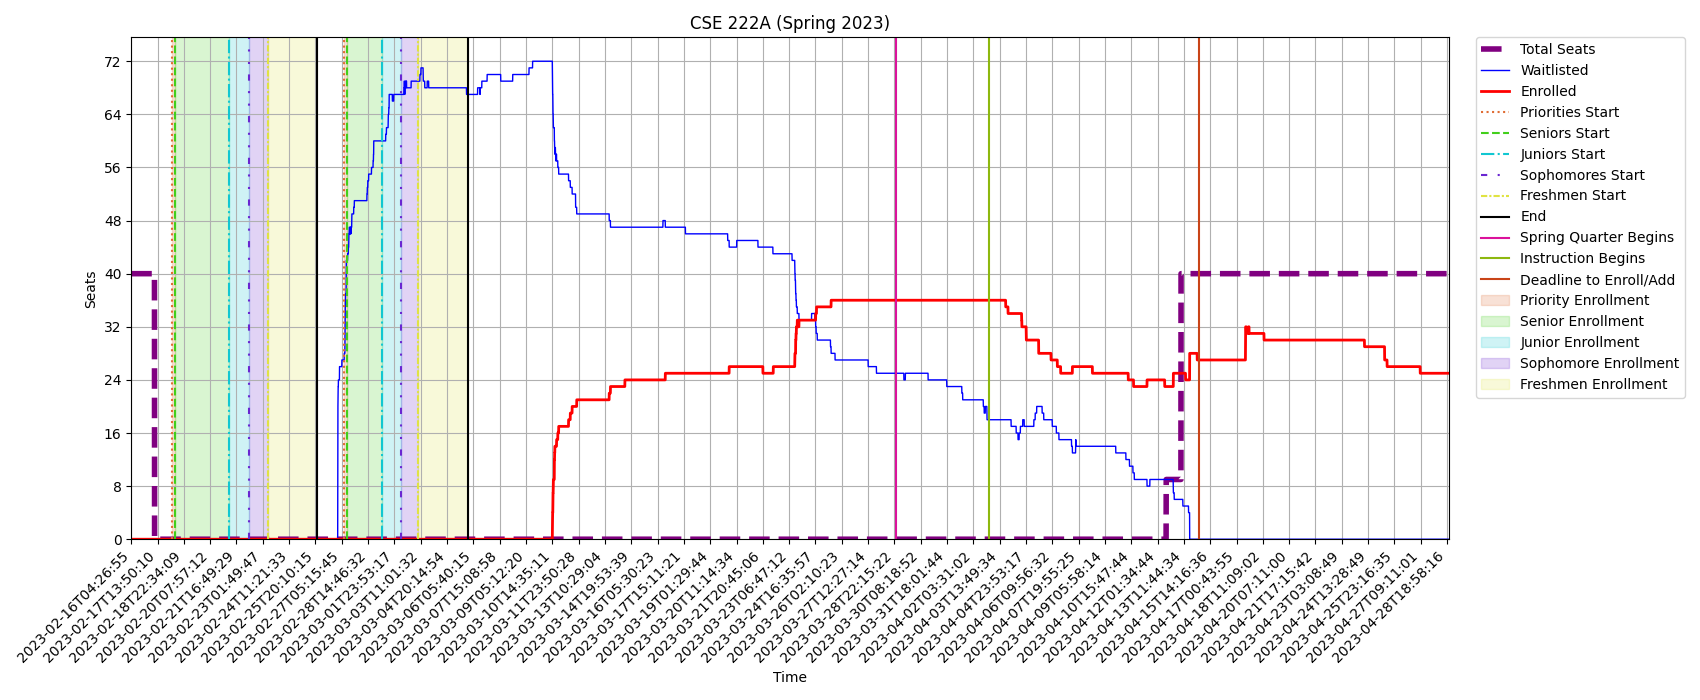 CSE 222A (Spring 2023)
Seats
72
64
56
48
40
32
24
16
8
0
2023-02-16T04:26:55
2023-02-17T13:50:10
2023-02-18T22:34:09
2023-02-20T07:57:12
2023-02-21T16:49:29
2023-02-23T01:49:47
2023-02-24T11:21:33
2023-02-25T20:10:15
2023-02-27T05:15:45
2023-02-28T14:46:32
2023-03-01T23:53:17
2023-03-03T11:01:32
2023-03-04T20:14:54
2023-03-06T05:40:15
2023-03-07T15:08:58
2023-03-09T05:12:20
2023-03-10T14:35:11
2023-03-11T23:50:28
2023-03-13T10:29:04
2023-03-14T19:53:39
2023-03-16T05:30:23
2023-03-17T15:11:21
2023-03-19T01:29:44
2023-03-20T11:14:34
2023-03-21T20:45:06
2023-03-23T06:47:12
2023-03-24T16:35:57
2023-03-26T02:10:23
2023-03-27T12:27:14
2023-03-28T22:15:22
2023-03-30T08:18:52
2023-03-31T18:01:44
2023-04-02T03:31:02
2023-04-03T13:49:34
2023-04-04T23:53:17
2023-04-06T09:56:32
2023-04-07T19:55:25
2023-04-09T05:58:14
2023-04-10T15:47:44
2023-04-12T01:34:44
2023-04-13T11:44:34
2023-04-15T14:16:36
2023-04-17T00:43:55
2023-04-18T11:09:02
2023-04-20T07:11:00
2023-04-21T17:15:42
2023-04-23T03:08:49
2023-04-24T13:28:49
2023-04-25T23:16:35
2023-04-27T09:11:01
2023-04-28T18:58:16
Time
Total Seats
Waitlisted
Enrolled
Priorities Start
Seniors Start
Juniors Start
Sophomores Start
Freshmen Start
End
Spring Quarter Begins
Instruction Begins
Deadline to Enroll/Add
Priority Enrollment
Senior Enrollment
Junior Enrollment
Sophomore Enrollment
Freshmen Enrollment